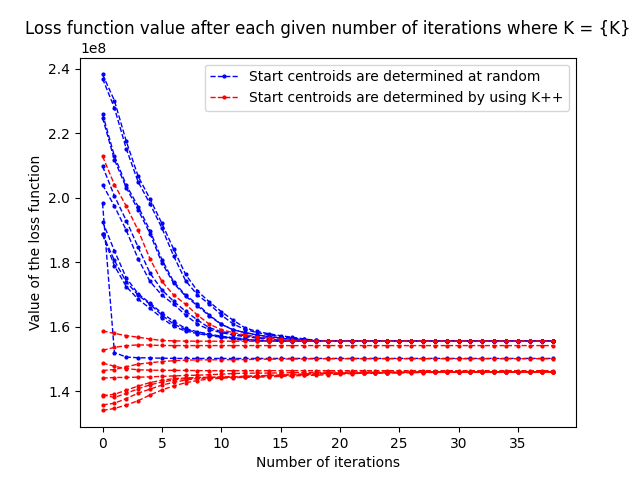 Loss function value after each given number of iterations where K = {K}
1e8
Start centroids are determined at random
Start centroids are determined by using K++
2.4
2.2
2.0
1.8
1.6
1.4
Value of the loss function
0 5 10 15 20 25 30 35
Number of iterations